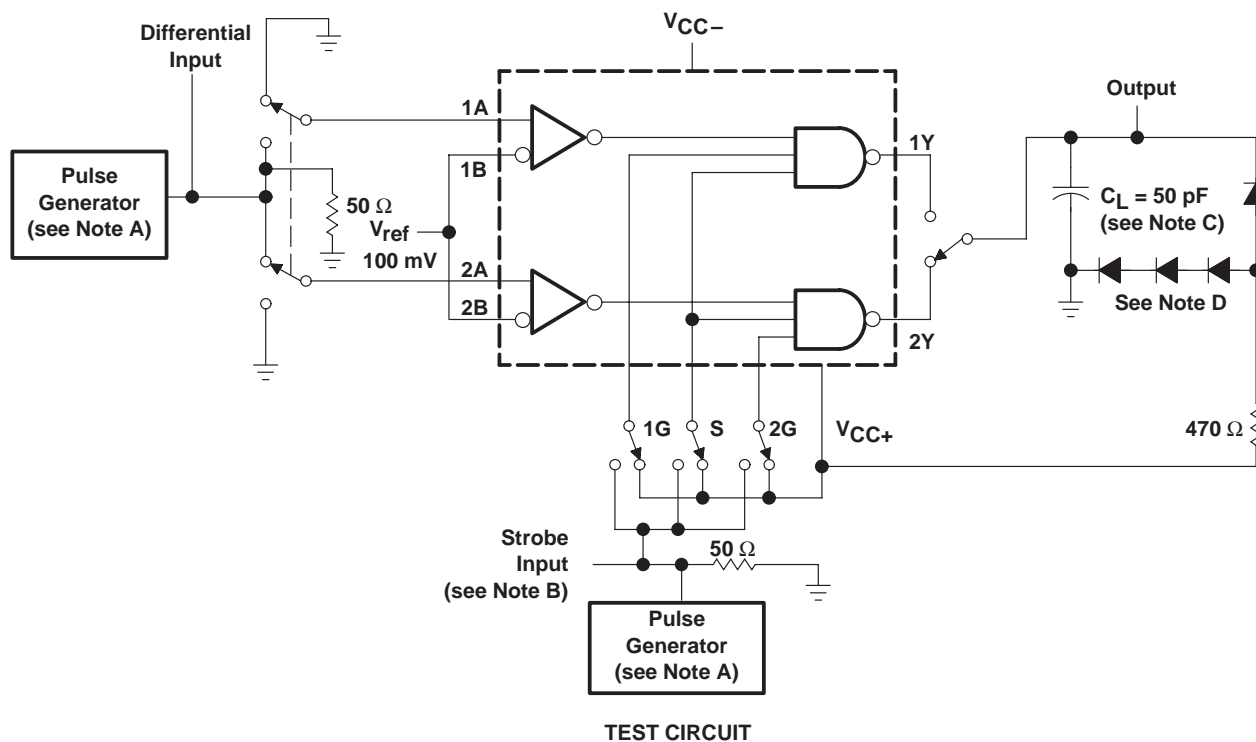 Differential
Input
VCC−
Output
1A
1B
1Y
Pulse
Generator
(see Note A)
50 Ω
Vref
100 mV
CL = 50 pF
(see Note C)
2A
2B
See Note D
2Y
1G
S
2G
VCC+
470 Ω
Strobe
Input
(see Note B)
50 Ω
Pulse
Generator
(see Note A)
TEST CIRCUIT